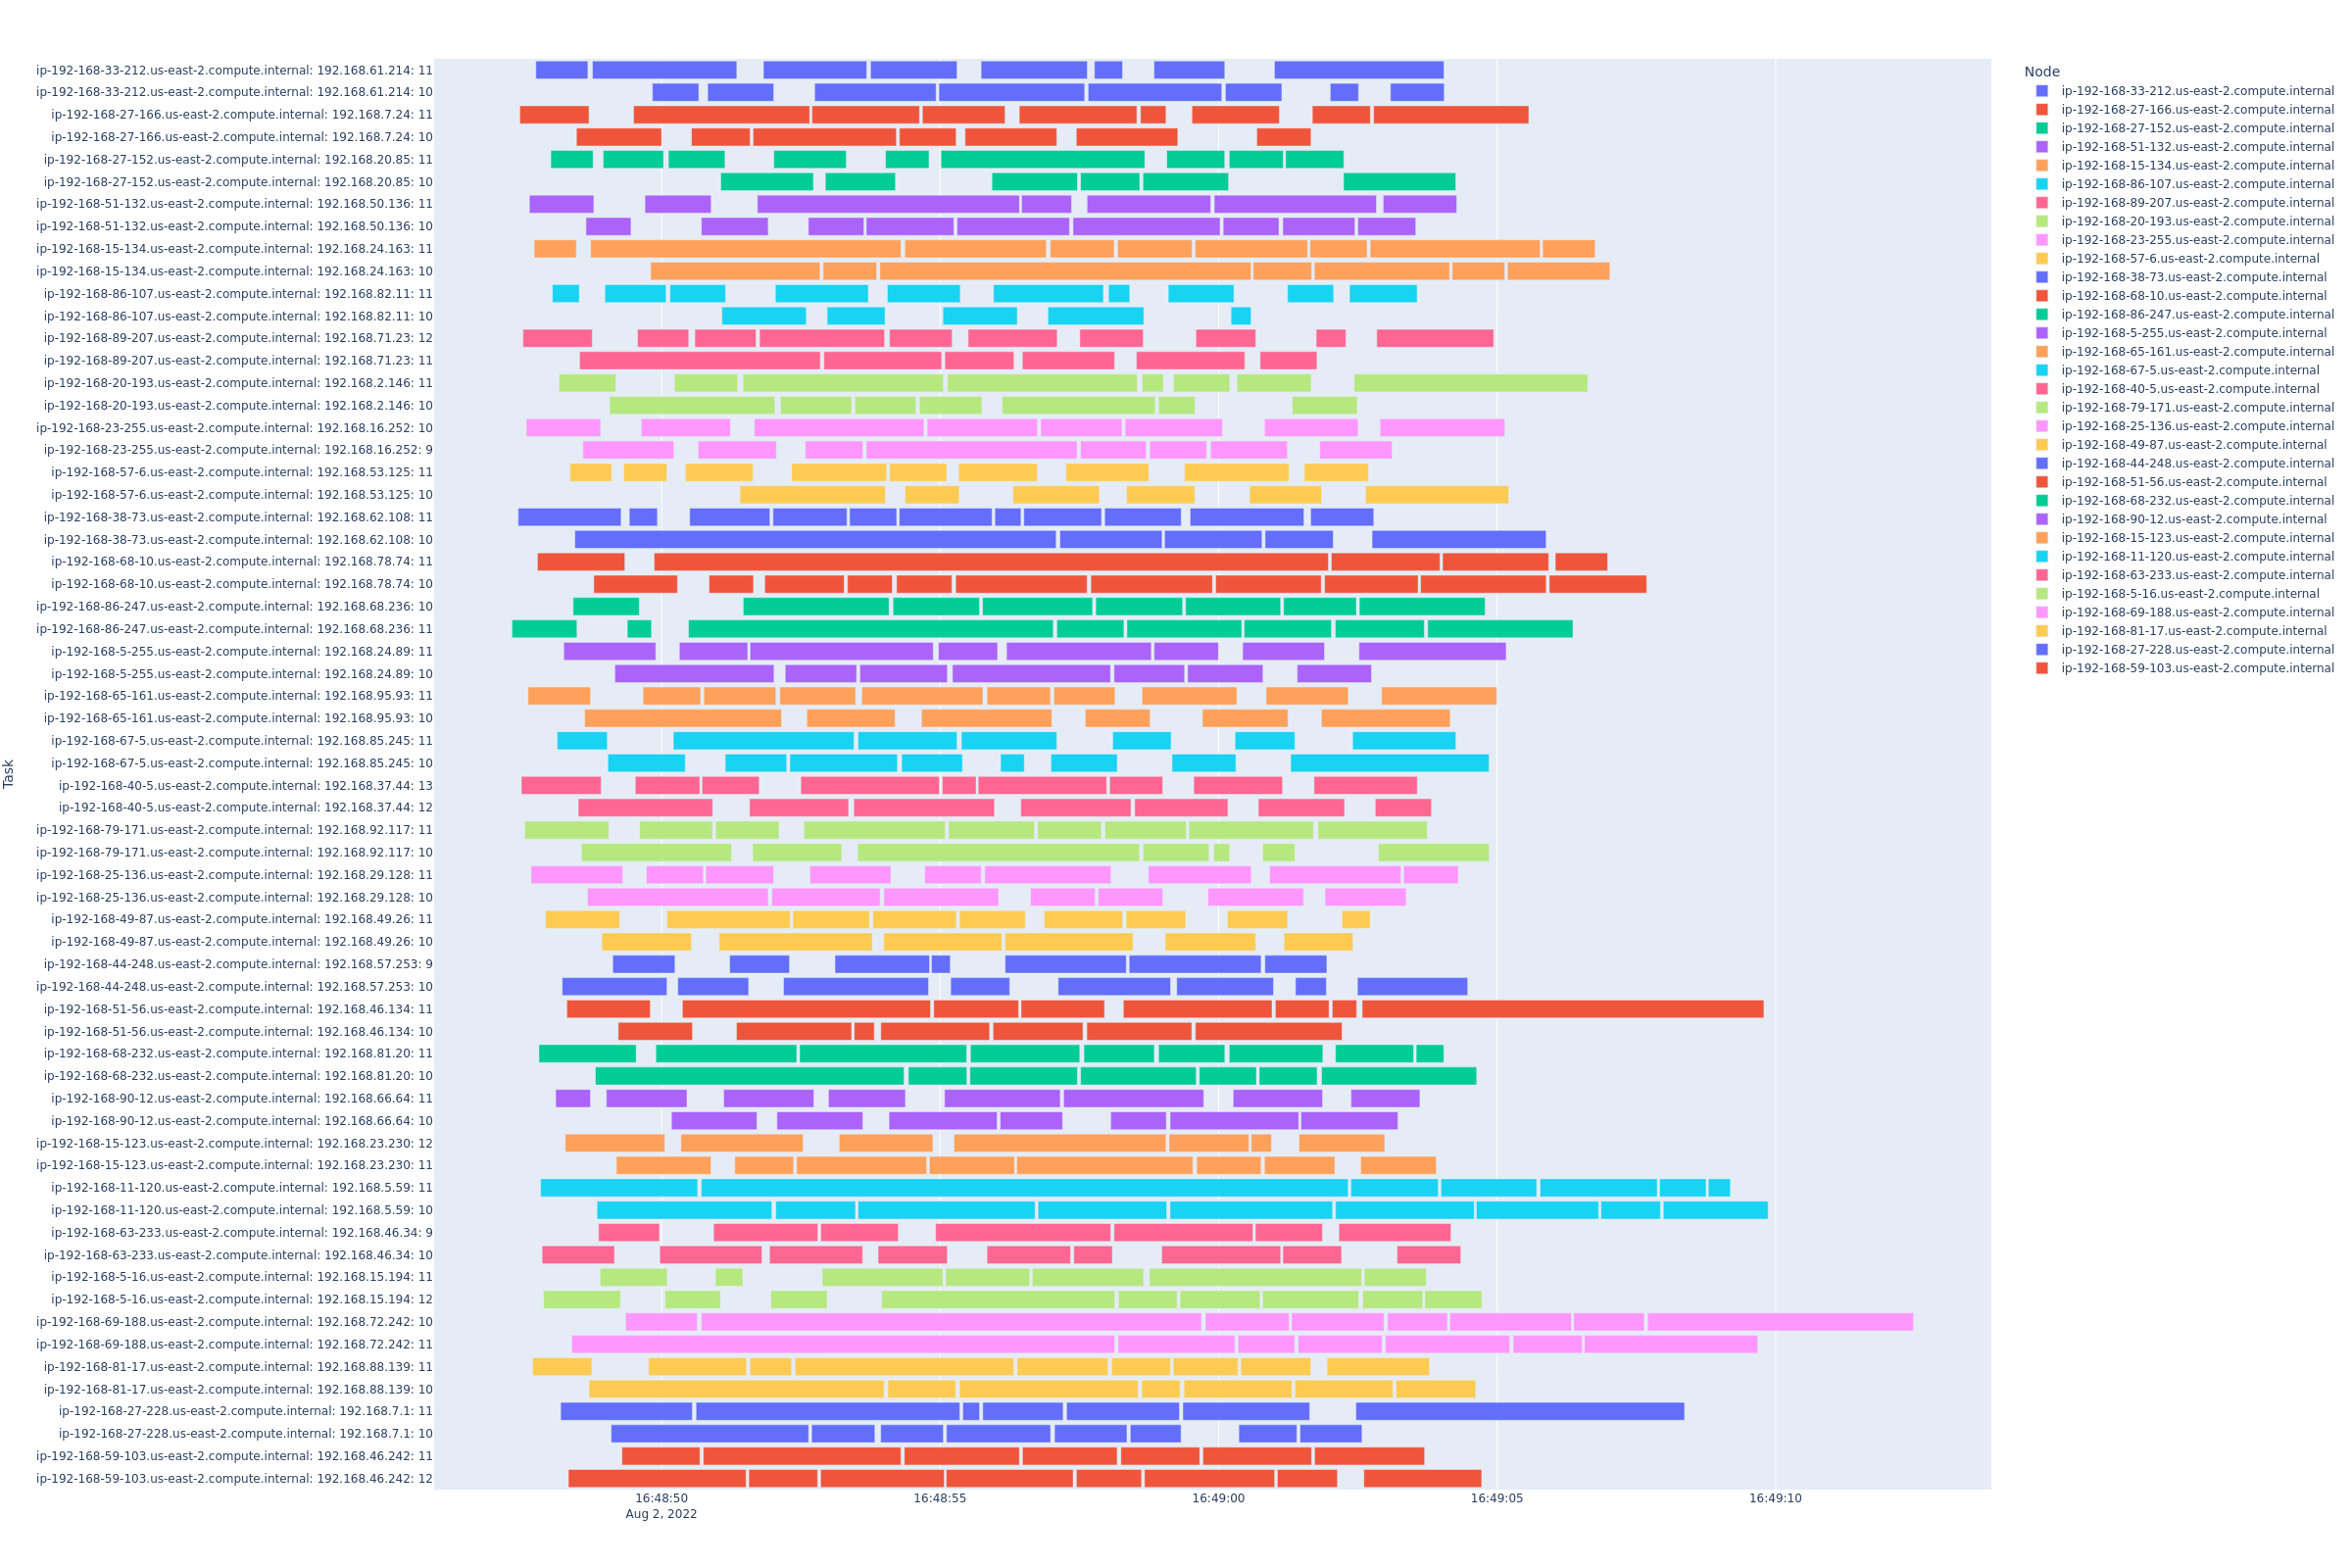 ip-192-168-33-212.us-east-2.compute.internal: 192.168.61.214: 11
ip-192-168-33-212.us-east-2.compute.internal: 192.168.61.214: 10
ip-192-168-27-166.us-east-2.compute.internal: 192.168.7.24: 11
ip-192-168-27-166.us-east-2.compute.internal: 192.168.7.24: 10
ip-192-168-27-152.us-east-2.compute.internal: 192.168.20.85: 11
ip-192-168-27-152.us-east-2.compute.internal: 192.168.20.85: 10
ip-192-168-51-132.us-east-2.compute.internal: 192.168.50.136: 11
ip-192-168-51-132.us-east-2.compute.internal: 192.168.50.136: 10
ip-192-168-15-134.us-east-2.compute.internal: 192.168.24.163: 11
ip-192-168-15-134.us-east-2.compute.internal: 192.168.24.163: 10
ip-192-168-86-107.us-east-2.compute.internal: 192.168.82.11: 11
ip-192-168-86-107.us-east-2.compute.internal: 192.168.82.11: 10
ip-192-168-89-207.us-east-2.compute.internal: 192.168.71.23: 12
ip-192-168-89-207.us-east-2.compute.internal: 192.168.71.23: 11
ip-192-168-20-193.us-east-2.compute.internal: 192.168.2.146: 11
ip-192-168-20-193.us-east-2.compute.internal: 192.168.2.146: 10
ip-192-168-23-255.us-east-2.compute.internal: 192.168.16.252: 10
ip-192-168-23-255.us-east-2.compute.internal: 192.168.16.252: 9
ip-192-168-57-6.us-east-2.compute.internal: 192.168.53.125: 11
ip-192-168-57-6.us-east-2.compute.internal: 192.168.53.125: 10
ip-192-168-38-73.us-east-2.compute.internal: 192.168.62.108: 11
ip-192-168-38-73.us-east-2.compute.internal: 192.168.62.108: 10
ip-192-168-68-10.us-east-2.compute.internal: 192.168.78.74: 11
ip-192-168-68-10.us-east-2.compute.internal: 192.168.78.74: 10
ip-192-168-86-247.us-east-2.compute.internal: 192.168.68.236: 10
ip-192-168-86-247.us-east-2.compute.internal: 192.168.68.236: 11
ip-192-168-5-255.us-east-2.compute.internal: 192.168.24.89: 11
ip-192-168-5-255.us-east-2.compute.internal: 192.168.24.89: 10
ip-192-168-65-161.us-east-2.compute.internal: 192.168.95.93: 11
ip-192-168-65-161.us-east-2.compute.internal: 192.168.95.93: 10
ip-192-168-67-5.us-east-2.compute.internal: 192.168.85.245: 11
ip-192-168-67-5.us-east-2.compute.internal: 192.168.85.245: 10
ip-192-168-40-5.us-east-2.compute.internal: 192.168.37.44: 13
ip-192-168-40-5.us-east-2.compute.internal: 192.168.37.44: 12
ip-192-168-79-171.us-east-2.compute.internal: 192.168.92.117: 11
ip-192-168-79-171.us-east-2.compute.internal: 192.168.92.117: 10
ip-192-168-25-136.us-east-2.compute.internal: 192.168.29.128: 11
ip-192-168-25-136.us-east-2.compute.internal: 192.168.29.128: 10
ip-192-168-49-87.us-east-2.compute.internal: 192.168.49.26: 11
ip-192-168-49-87.us-east-2.compute.internal: 192.168.49.26: 10
ip-192-168-44-248.us-east-2.compute.internal: 192.168.57.253: 9
ip-192-168-44-248.us-east-2.compute.internal: 192.168.57.253: 10
ip-192-168-51-56.us-east-2.compute.internal: 192.168.46.134: 11
ip-192-168-51-56.us-east-2.compute.internal: 192.168.46.134: 10
ip-192-168-68-232.us-east-2.compute.internal: 192.168.81.20: 11
ip-192-168-68-232.us-east-2.compute.internal: 192.168.81.20: 10
ip-192-168-90-12.us-east-2.compute.internal: 192.168.66.64: 11
ip-192-168-90-12.us-east-2.compute.internal: 192.168.66.64: 10
ip-192-168-15-123.us-east-2.compute.internal: 192.168.23.230: 12
ip-192-168-15-123.us-east-2.compute.internal: 192.168.23.230: 11
ip-192-168-11-120.us-east-2.compute.internal: 192.168.5.59: 11
ip-192-168-11-120.us-east-2.compute.internal: 192.168.5.59: 10
ip-192-168-63-233.us-east-2.compute.internal: 192.168.46.34: 9
ip-192-168-63-233.us-east-2.compute.internal: 192.168.46.34: 10
ip-192-168-5-16.us-east-2.compute.internal: 192.168.15.194: 11
ip-192-168-5-16.us-east-2.compute.internal: 192.168.15.194: 12
ip-192-168-69-188.us-east-2.compute.internal: 192.168.72.242: 10
ip-192-168-69-188.us-east-2.compute.internal: 192.168.72.242: 11
ip-192-168-81-17.us-east-2.compute.internal: 192.168.88.139: 11
ip-192-168-81-17.us-east-2.compute.internal: 192.168.88.139: 10
ip-192-168-27-228.us-east-2.compute.internal: 192.168.7.1: 11
ip-192-168-27-228.us-east-2.compute.internal: 192.168.7.1: 10
ip-192-168-59-103.us-east-2.compute.internal: 192.168.46.242: 11
ip-192-168-59-103.us-east-2.compute.internal: 192.168.46.242: 12
Task
16:48:50
Aug 2, 2022
16:48:55
16:49:00
16:49:05
16:49:10
Node
ip-192-168-33-212.us-east-2.compute.internal
ip-192-168-27-166.us-east-2.compute.internal
ip-192-168-27-152.us-east-2.compute.internal
ip-192-168-51-132.us-east-2.compute.internal
ip-192-168-15-134.us-east-2.compute.internal
ip-192-168-86-107.us-east-2.compute.internal
ip-192-168-89-207.us-east-2.compute.internal
ip-192-168-20-193.us-east-2.compute.internal
ip-192-168-23-255.us-east-2.compute.internal
ip-192-168-57-6.us-east-2.compute.internal
ip-192-168-38-73.us-east-2.compute.internal
ip-192-168-68-10.us-east-2.compute.internal
ip-192-168-86-247.us-east-2.compute.internal
ip-192-168-5-255.us-east-2.compute.internal
ip-192-168-65-161.us-east-2.compute.internal
ip-192-168-67-5.us-east-2.compute.internal
ip-192-168-40-5.us-east-2.compute.internal
ip-192-168-79-171.us-east-2.compute.internal
ip-192-168-25-136.us-east-2.compute.internal
ip-192-168-49-87.us-east-2.compute.internal
ip-192-168-44-248.us-east-2.compute.internal
ip-192-168-51-56.us-east-2.compute.internal
ip-192-168-68-232.us-east-2.compute.internal
ip-192-168-90-12.us-east-2.compute.internal
ip-192-168-15-123.us-east-2.compute.internal
ip-192-168-11-120.us-east-2.compute.internal
ip-192-168-63-233.us-east-2.compute.internal
ip-192-168-5-16.us-east-2.compute.internal
ip-192-168-69-188.us-east-2.compute.internal
ip-192-168-81-17.us-east-2.compute.internal
ip-192-168-27-228.us-east-2.compute.internal
ip-192-168-59-103.us-east-2.compute.internal